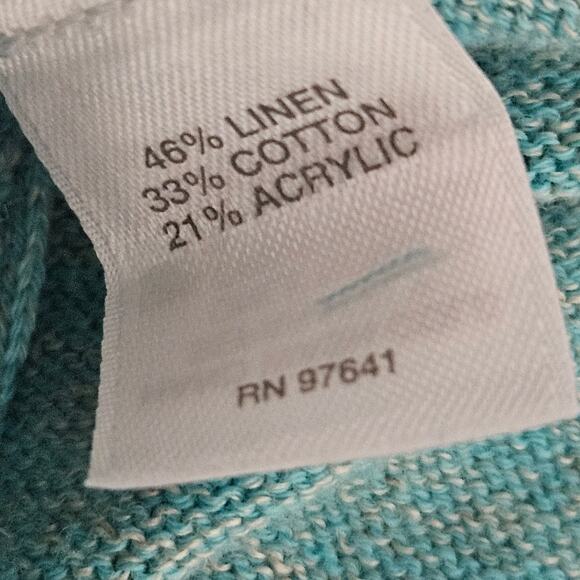 46% LINEN
33% COTTON
21% ACRYLIC
RN 97641